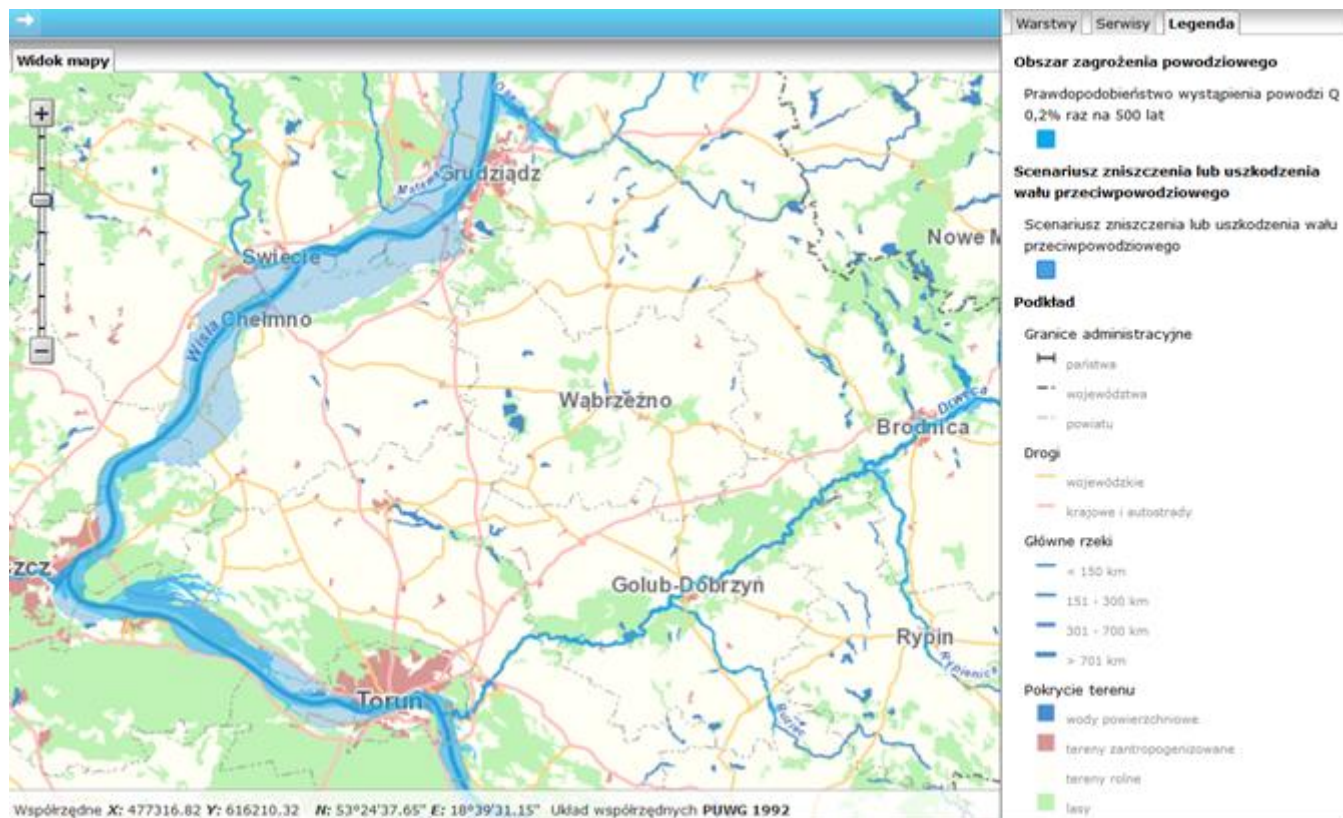 Warstwy Serwisy Legenda
Widok mapy
Obszar zagrożenia powodziowego
Prawdopodobieństwo wystąpienia powodzi Q
0,2% raz na 500 lat
Scenariusz zniszczenia lub uszkodzenia
wału przeciwpowodziowego
Scenariusz zniszczenia lub uszkodzenia wału
przeciwpowodziowego
Podkład
Granice administracyjne
państwa
województwa
powiatu
Drogi
wojewódzkie
krajowe i autostrady
Główne rzeki
< 150 km
151 - 300 km
301 - 700 km
> 701 km
Pokrycie terenu
wody powierzchniowe
tereny zantropogenizowane
tereny rolne
lasy
Grudziądz
Nowe M
Świecie
Chełmno
Wisła
Wąbrzeźno
Drwęca
Brodnica
zcz
Golub-Dobrzyń
Rypin
Rypienica
Toruń
Ruziec
Współrzędne X: 477316.82 Y: 616210.32 N: 53°24'37.65" E: 18°39'31.15" Układ współrzędnych PUWG 1992